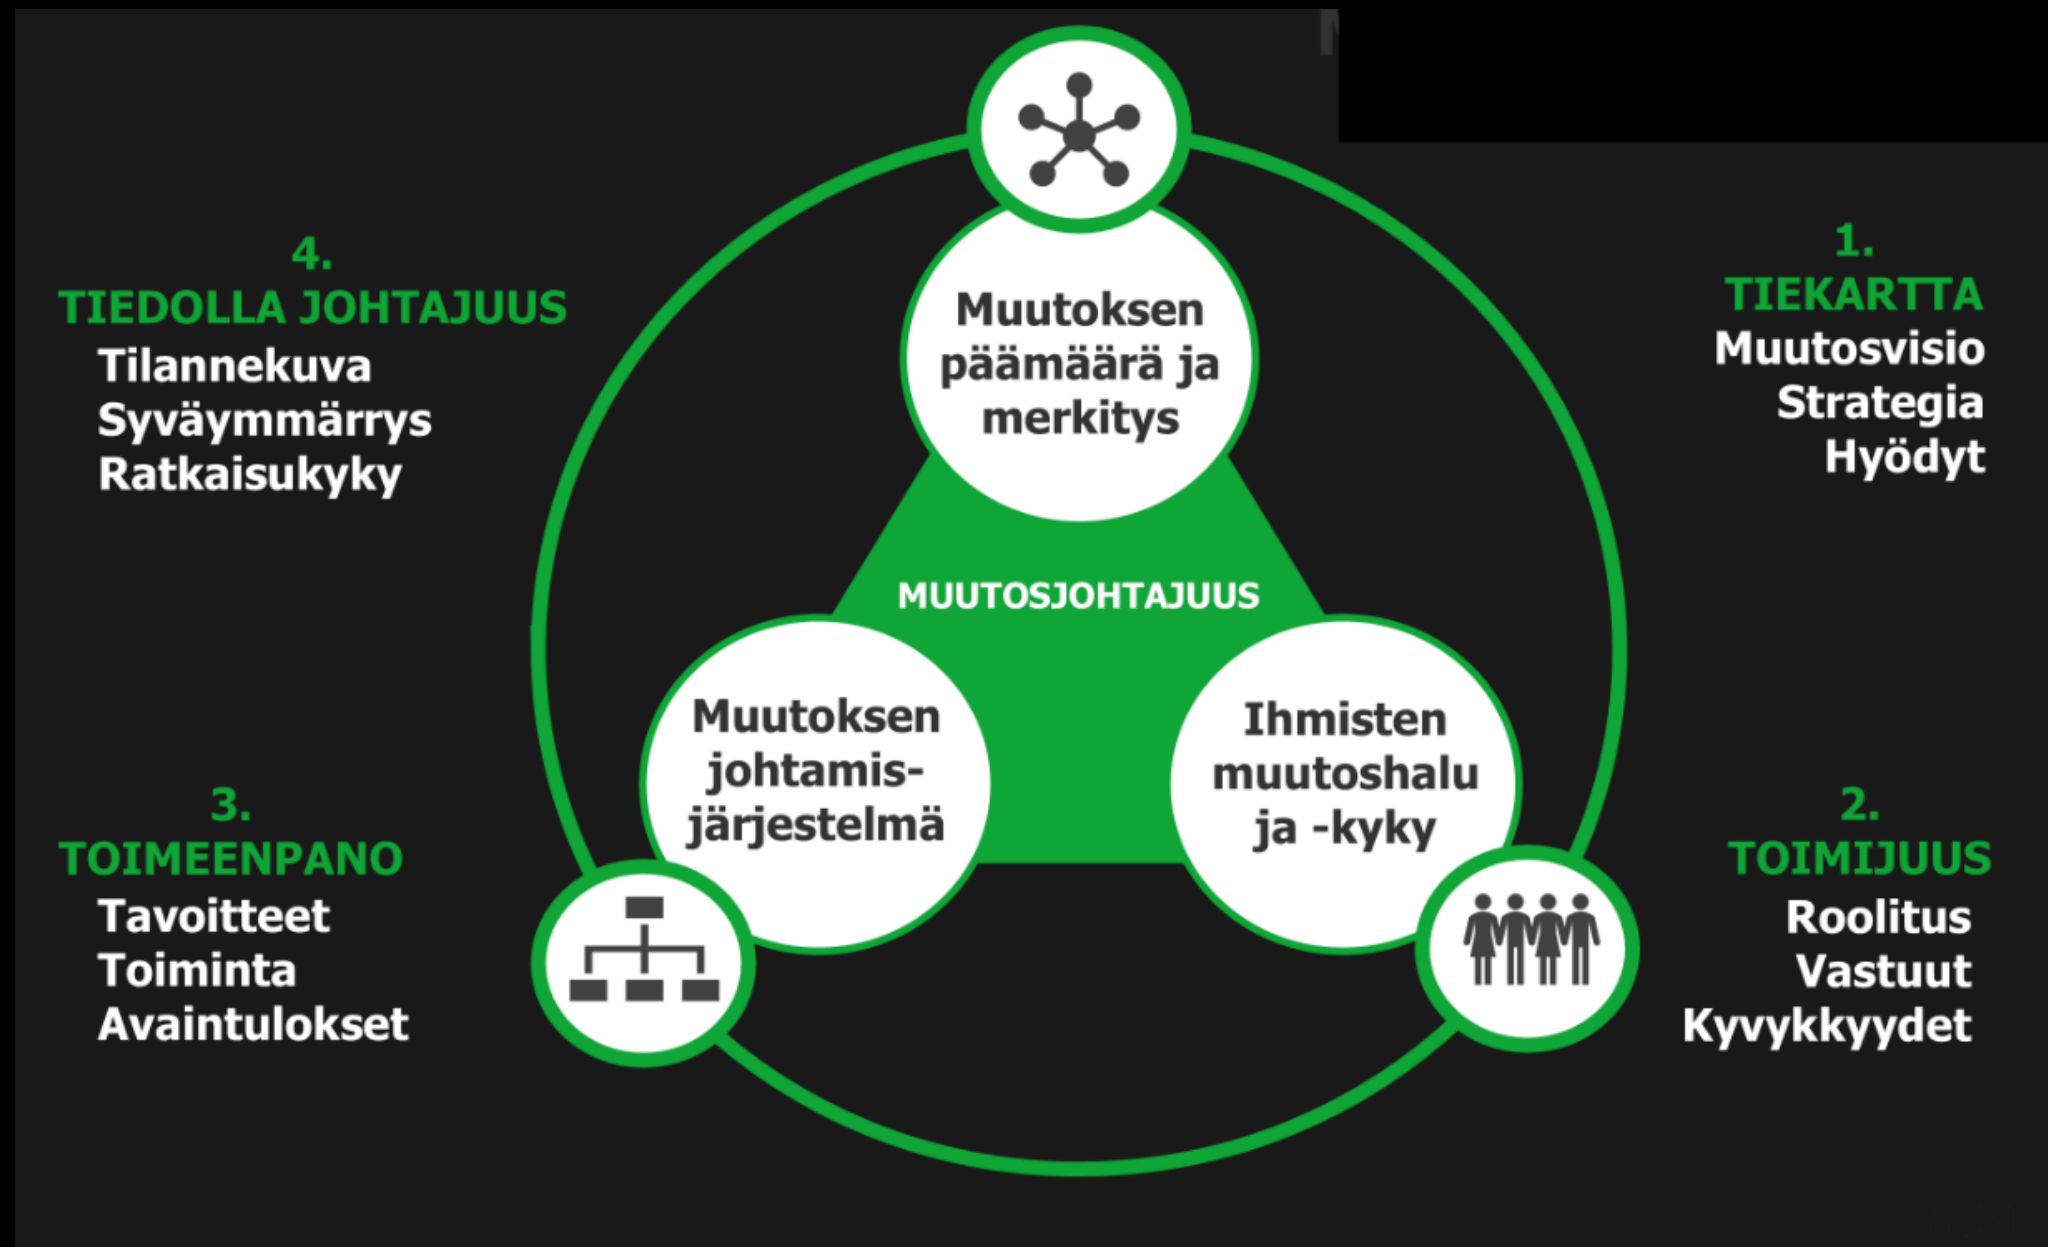 4.
TIEDOLLA JOHTAJUUS
Tilannekuva
Syväymmärrys
Ratkaisukyky
1.
TIEKARTTA
Muutosvisio
Strategia
Hyödyt
Muutoksen
päämäärä ja
merkitys
MUUTOSJOHTAJUUS
Muutoksen
johtamis-
järjestelmä
Ihmisten
muutoshalu
ja -kyky
3.
TOIMEENPANO
Tavoitteet
Toiminta
Avaintulokset
2.
TOIMIJUUS
Roolitus
Vastuut
Kyvykkyydet